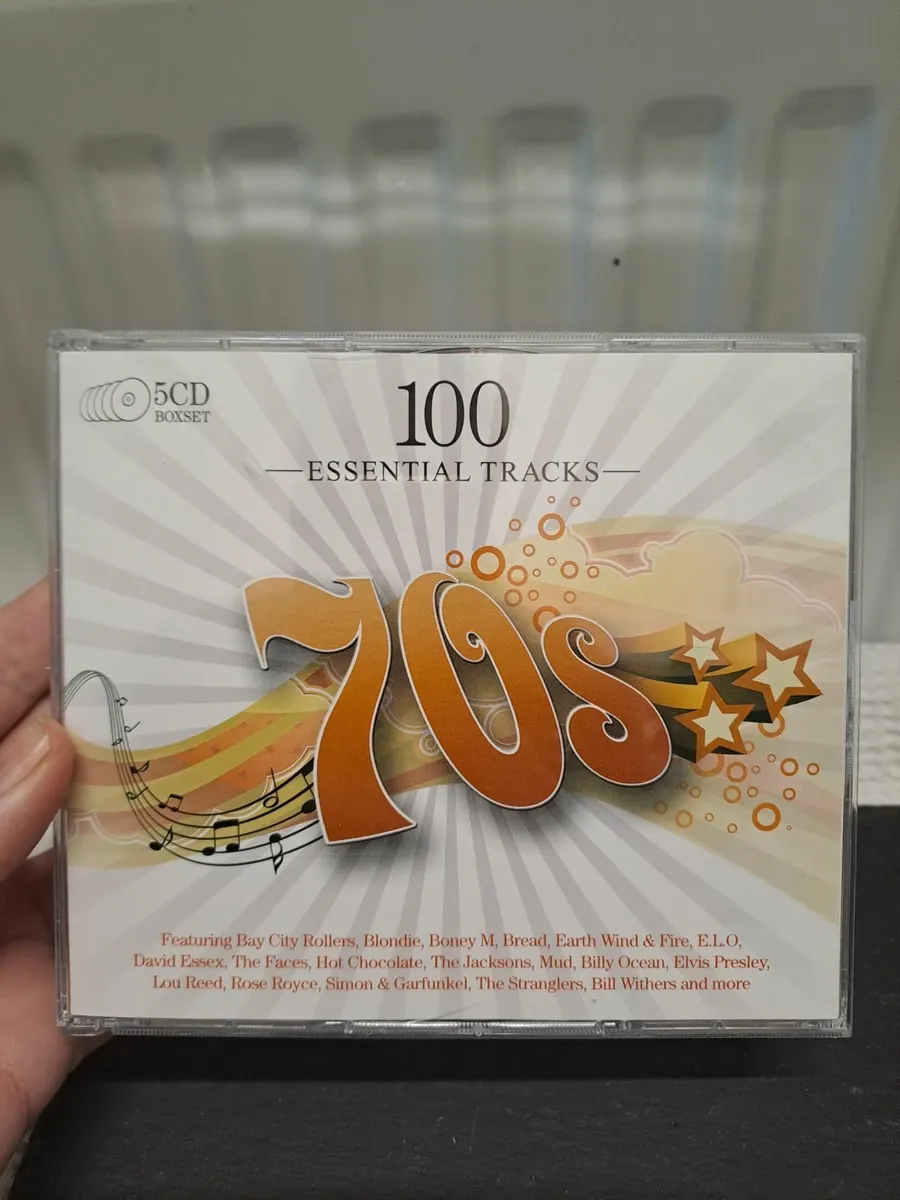 5CD
BOXSET
100
ESSENTIAL TRACKS
70s
Featuring Bay City Rollers, Blondie, Boney M, Bread, Earth Wind & Fire, E.L.O,
David Essex, The Faces, Hot Chocolate, The Jacksons, Mud, Billy Ocean, Elvis Presley,
Lou Reed, Rose Royce, Simon & Garfunkel, The Stranglers, Bill Withers and more